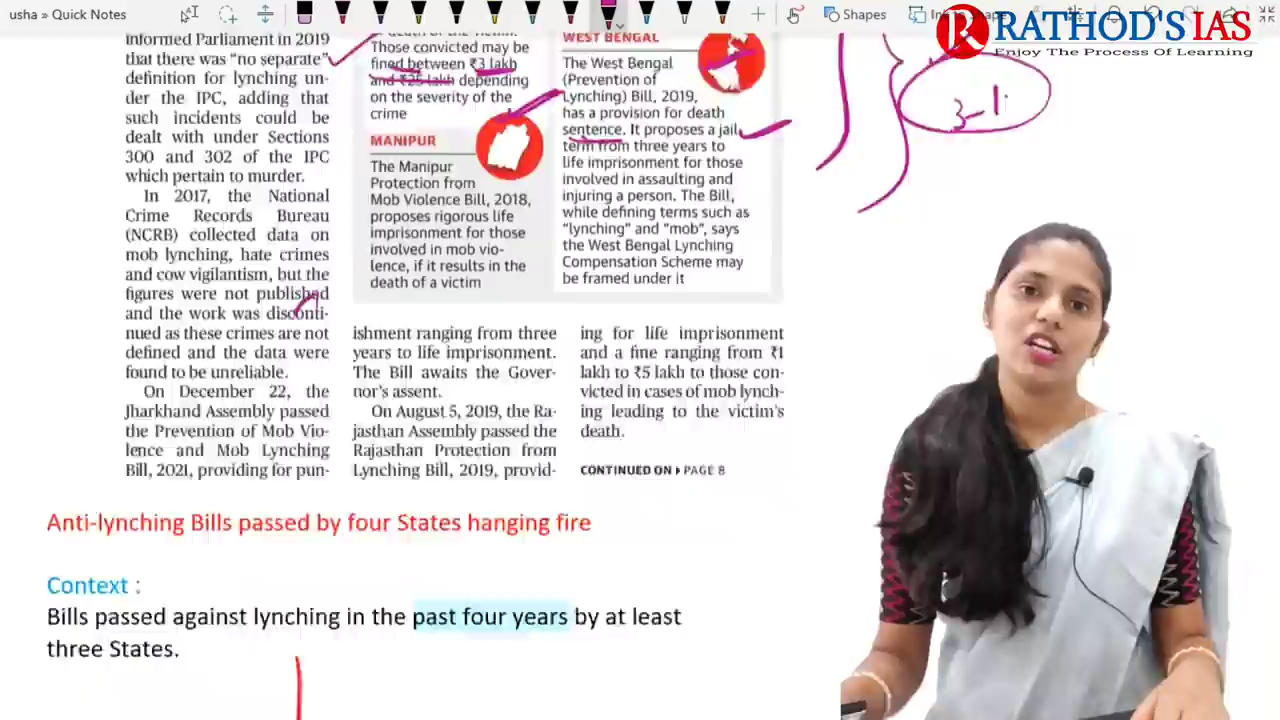 usha » Quick Notes
Shapes
RATHOD'S IAS
Enjoy The Process Of Learning
informed Parliament in 2019
that there was “no separate”
definition for lynching un-
der the IPC, adding that
such incidents could be
dealt with under Sections
300 and 302 of the IPC
which pertain to murder.
In 2017, the National
Crime Records Bureau
(NCRB) collected data on
mob lynching, hate crimes
and cow vigilantism, but the
figures were not published
and the work was disconti-
nued as these crimes are not
defined and the data were
found to be unreliable.
On December 22, the
Jharkhand Assembly passed
the Prevention of Mob Vio-
lence and Mob Lynching
Bill, 2021, providing for pun-
Those convicted may be
fined between ₹3 lakh
and ₹25 lakh depending
on the severity of the
crime
MANIPUR
The Manipur
Protection from
Mob Violence Bill, 2018,
proposes rigorous life
imprisonment for those
involved in mob vio-
lence, if it results in the
death of a victim
WEST BENGAL
The West Bengal
(Prevention of
Lynching) Bill, 2019,
has a provision for death
sentence. It proposes a jail
term from three years to
life imprisonment for those
involved in assaulting and
injuring a person. The Bill,
while defining terms such as
“lynching” and “mob”, says
the West Bengal Lynching
Compensation Scheme may
be framed under it
ishment ranging from three
years to life imprisonment.
The Bill awaits the Gover-
nor's assent.
On August 5, 2019, the Ra-
jasthan Assembly passed the
Rajasthan Protection from
Lynching Bill, 2019, provid-
ing for life imprisonment
and a fine ranging from ₹1
lakh to ₹5 lakh to those con-
victed in cases of mob lynch-
ing leading to the victim's
death.
CONTINUED ON ▸ PAGE 8
Anti-lynching Bills passed by four States hanging fire
Context :
Bills passed against lynching in the past four years by at least
three States.